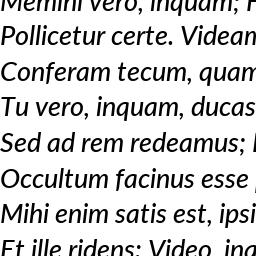 Memini vero, inquam;
Pollicetur certe. Videam
Conferam tecum, quam
Tu vero, inquam, ducas
Sed ad rem redeamus;
Occultum facinus esse
Mihi enim satis est, ipsi
Et ille ridens: Video, inq